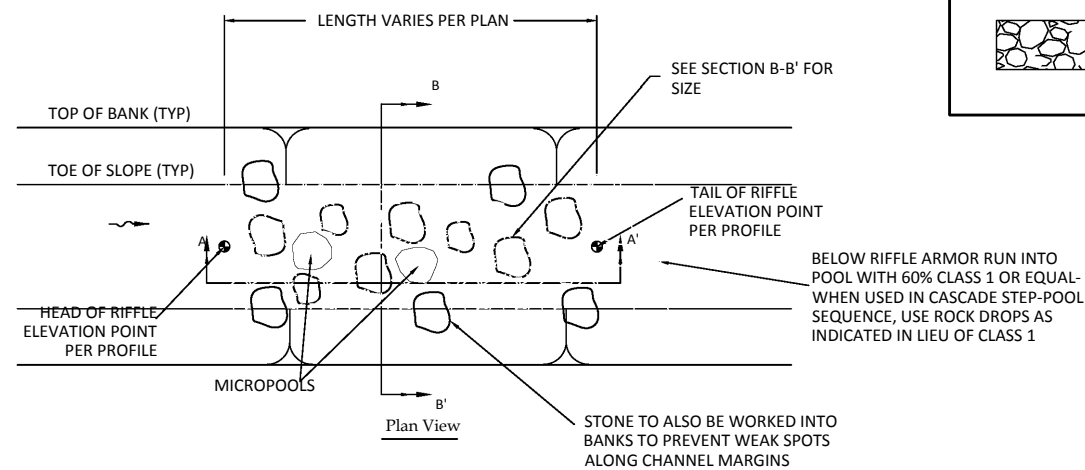 LENGTH VARIES PER PLAN
B
SEE SECTION B-B' FOR
SIZE
TOP OF BANK (TYP)
TOE OF SLOPE (TYP)
TAIL OF RIFFLE
ELEVATION POINT
PER PROFILE
A
A'
BELOW RIFFLE ARMOR RUN INTO
POOL WITH 60% CLASS 1 OR EQUAL-
WHEN USED IN CASCADE STEP-POOL
SEQUENCE, USE ROCK DROPS AS
INDICATED IN LIEU OF CLASS 1
HEAD OF RIFFLE
ELEVATION POINT
PER PROFILE
MICROPOOLS
B'
Plan View
STONE TO ALSO BE WORKED INTO
BANKS TO PREVENT WEAK SPOTS
ALONG CHANNEL MARGINS